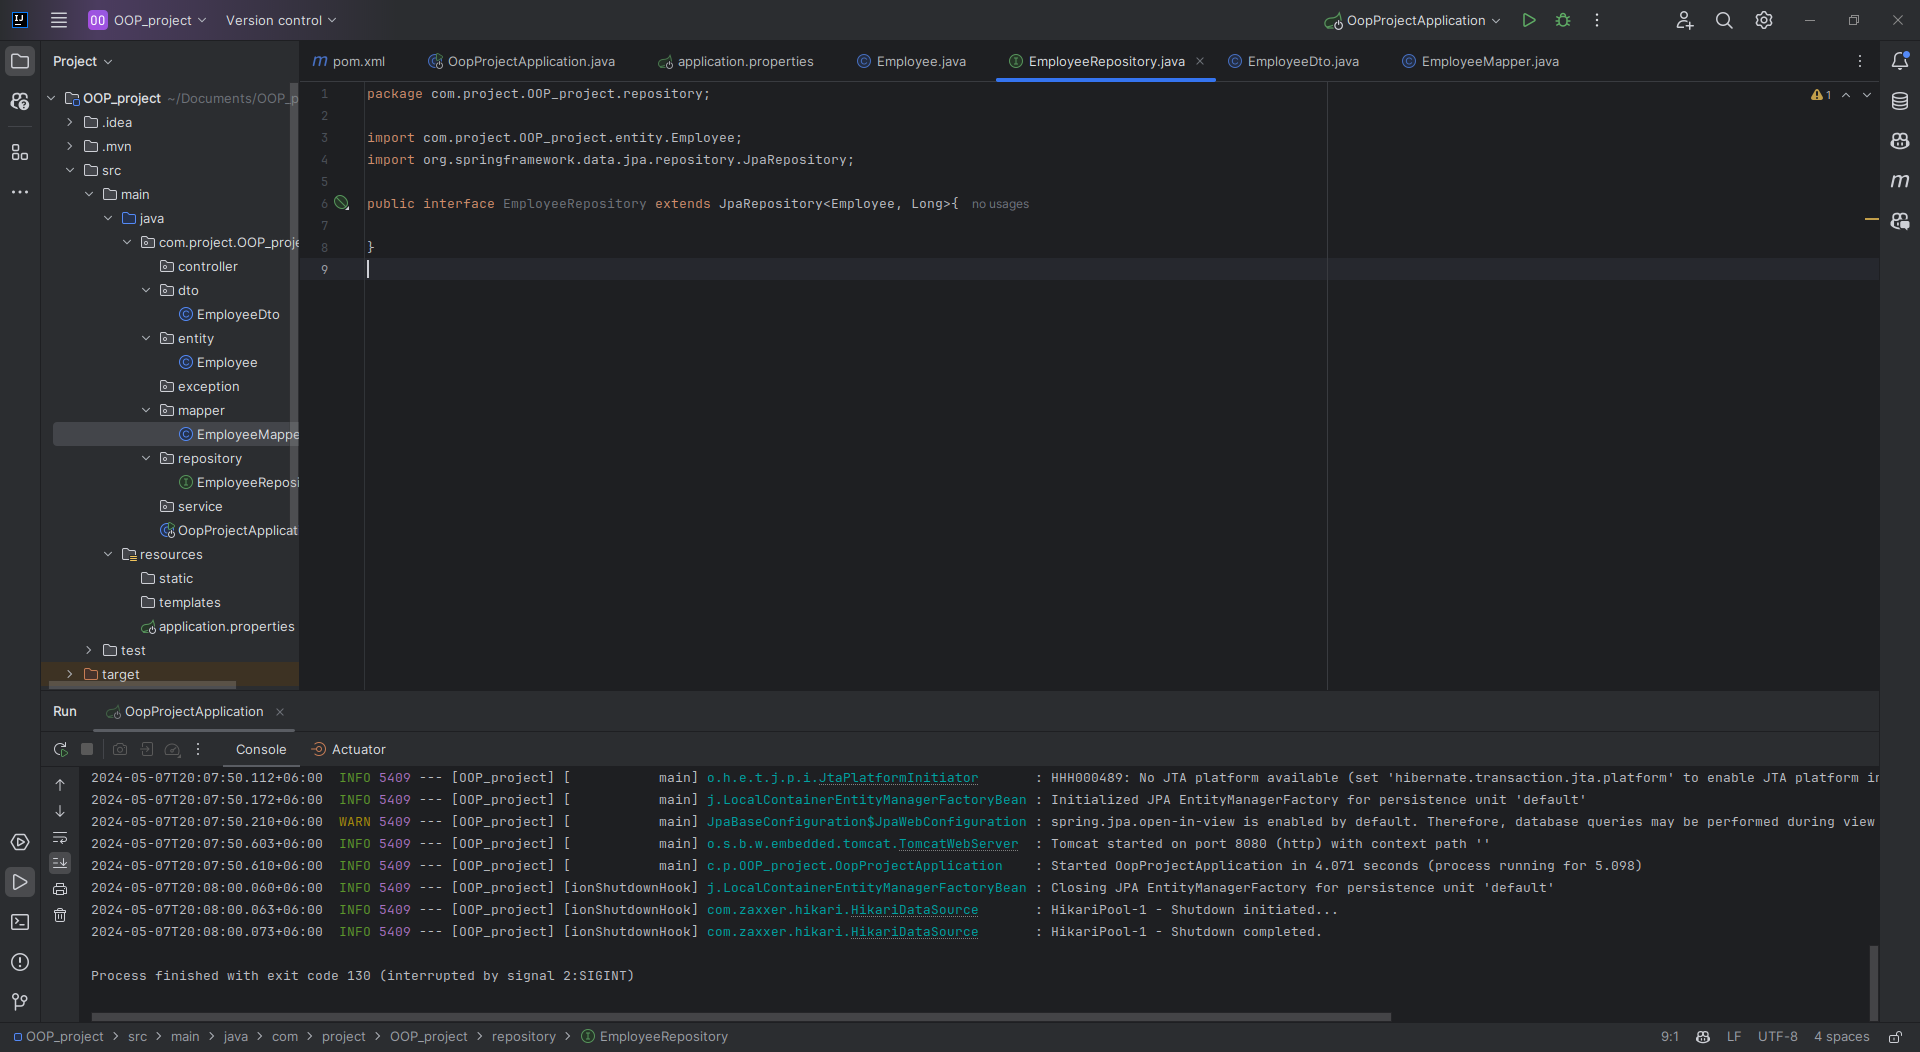 OO OOP_project Version control OopProjectApplication
Project
pom.xml OopProjectApplication.java application.properties Employee.java EmployeeRepository.java EmployeeDto.java EmployeeMapper.java
OOP_project ~/Documents/OOP_p
.idea
.mvn
src
main
java
com.project.OOP_proje
controller
dto
EmployeeDto
entity
Employee
exception
mapper
EmployeeMappe
repository
EmployeeReposi
service
OopProjectApplicat
resources
static
templates
application.properties
test
target
1 package com.project.OOP_project.repository;
2
3 import com.project.OOP_project.entity.Employee;
4 import org.springframework.data.jpa.repository.JpaRepository;
5
6 public interface EmployeeRepository extends JpaRepository<Employee, Long>{ no usages
7
8 }
9
1
Run OopProjectApplication
Console Actuator
2024-05-07T20:07:50.112+06:00 INFO 5409 --- [OOP_project] [ main] o.h.e.t.j.p.i.JtaPlatformInitiator : HHH000489: No JTA platform available (set 'hibernate.transaction.jta.platform' to enable JTA platform in
2024-05-07T20:07:50.172+06:00 INFO 5409 --- [OOP_project] [ main] j.LocalContainerEntityManagerFactoryBean : Initialized JPA EntityManagerFactory for persistence unit 'default'
2024-05-07T20:07:50.210+06:00 WARN 5409 --- [OOP_project] [ main] JpaBaseConfiguration$JpaWebConfiguration : spring.jpa.open-in-view is enabled by default. Therefore, database queries may be performed during view
2024-05-07T20:07:50.603+06:00 INFO 5409 --- [OOP_project] [ main] o.s.b.w.embedded.tomcat.TomcatWebServer : Tomcat started on port 8080 (http) with context path ''
2024-05-07T20:07:50.610+06:00 INFO 5409 --- [OOP_project] [ main] c.p.OOP_project.OopProjectApplication : Started OopProjectApplication in 4.071 seconds (process running for 5.098)
2024-05-07T20:08:00.060+06:00 INFO 5409 --- [OOP_project] [ionShutdownHook] j.LocalContainerEntityManagerFactoryBean : Closing JPA EntityManagerFactory for persistence unit 'default'
2024-05-07T20:08:00.063+06:00 INFO 5409 --- [OOP_project] [ionShutdownHook] com.zaxxer.hikari.HikariDataSource : HikariPool-1 - Shutdown initiated...
2024-05-07T20:08:00.073+06:00 INFO 5409 --- [OOP_project] [ionShutdownHook] com.zaxxer.hikari.HikariDataSource : HikariPool-1 - Shutdown completed.
Process finished with exit code 130 (interrupted by signal 2:SIGINT)
OOP_project > src > main > java > com > project > OOP_project > repository > EmployeeRepository 9:1 LF UTF-8 4 spaces